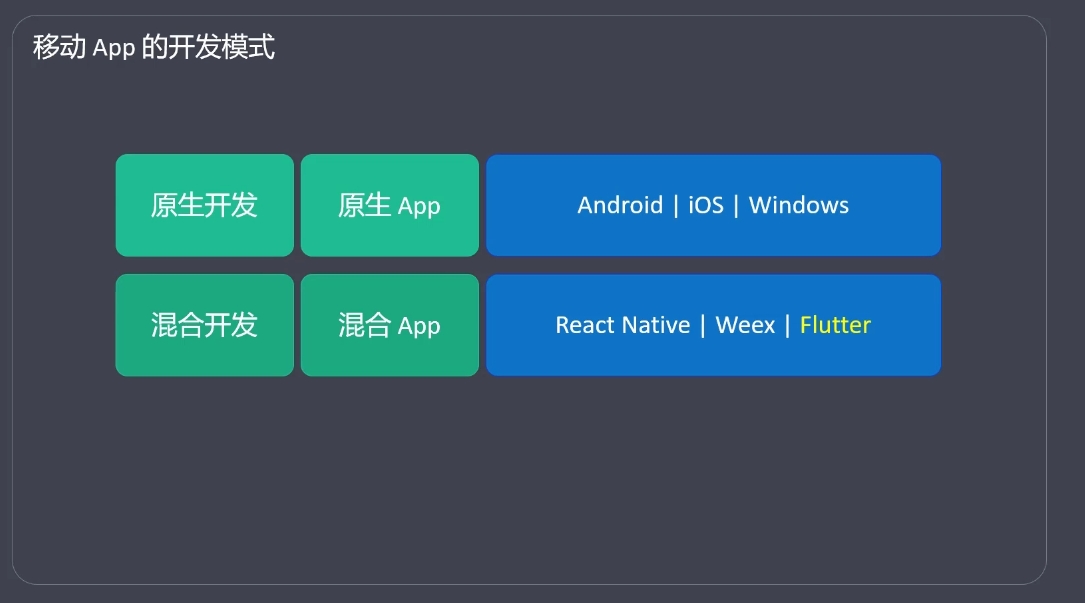 移动 App 的开发模式
原生开发 原生 App Android | iOS | Windows
混合开发 混合 App React Native | Weex | Flutter